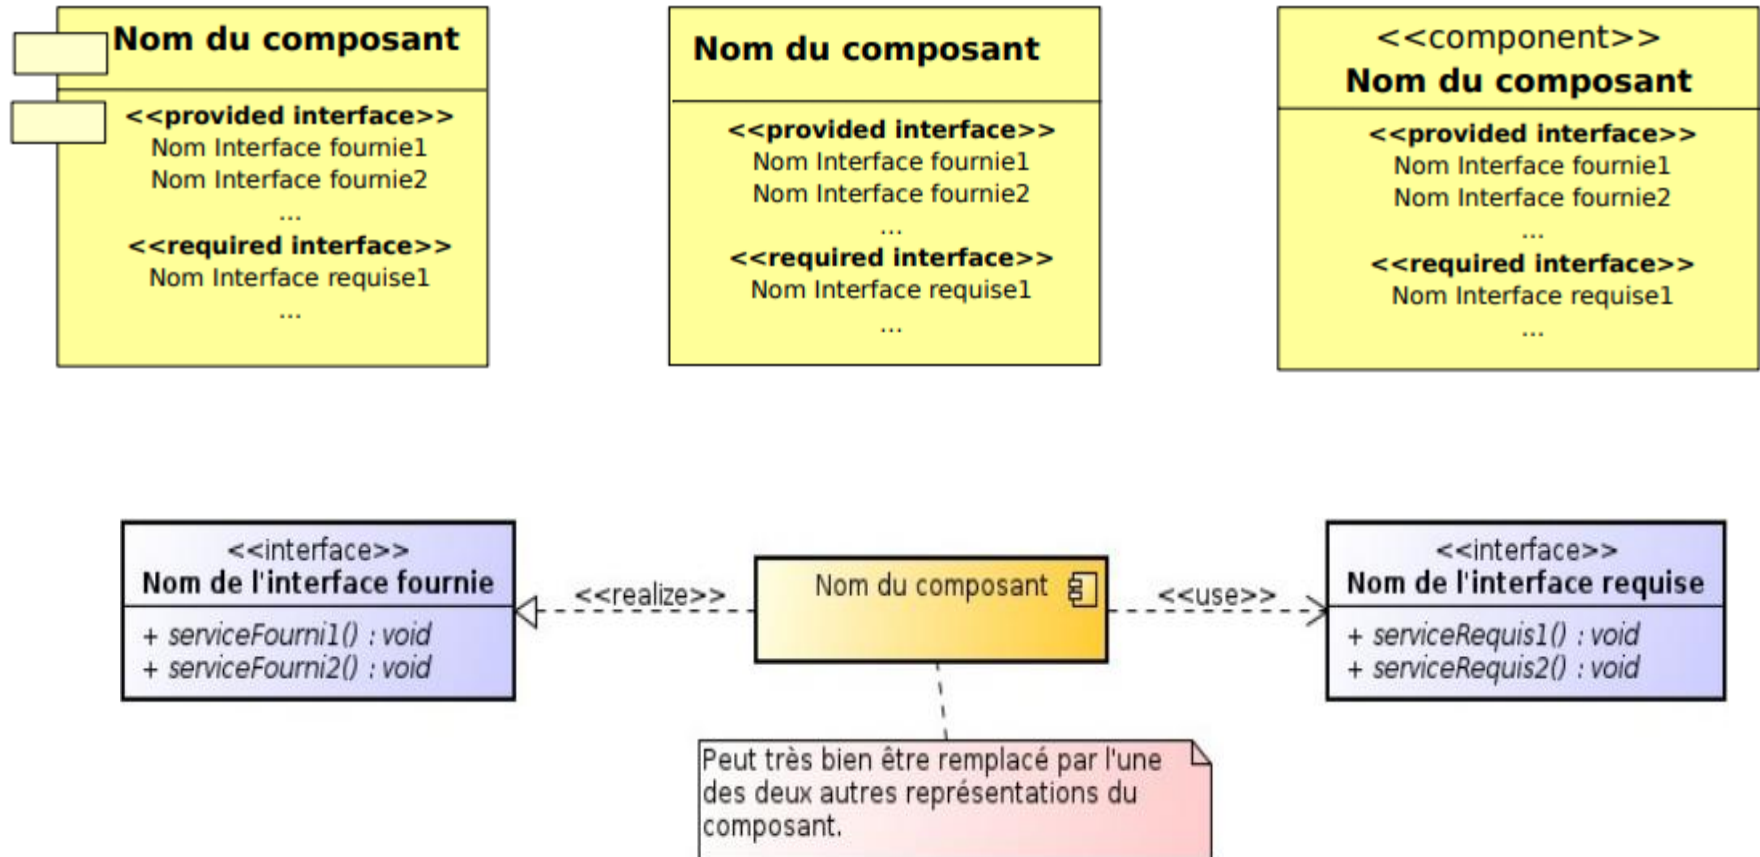 Nom du composant
<<provided interface>>
Nom Interface fournie1
Nom Interface fournie2
...
<<required interface>>
Nom Interface requise1
...
Nom du composant
<<provided interface>>
Nom Interface fournie1
Nom Interface fournie2
...
<<required interface>>
Nom Interface requise1
...
<<component>>
Nom du composant
<<provided interface>>
Nom Interface fournie1
Nom Interface fournie2
...
<<required interface>>
Nom Interface requise1
...
<<interface>>
Nom de l'interface fournie
+ serviceFourni1() : void
+ serviceFourni2() : void
<<realize>>
Nom du composant
<<use>>
<<interface>>
Nom de l'interface requise
+ serviceRequis1() : void
+ serviceRequis2() : void
Peut très bien être remplacé par l'une
des deux autres représentations du
composant.